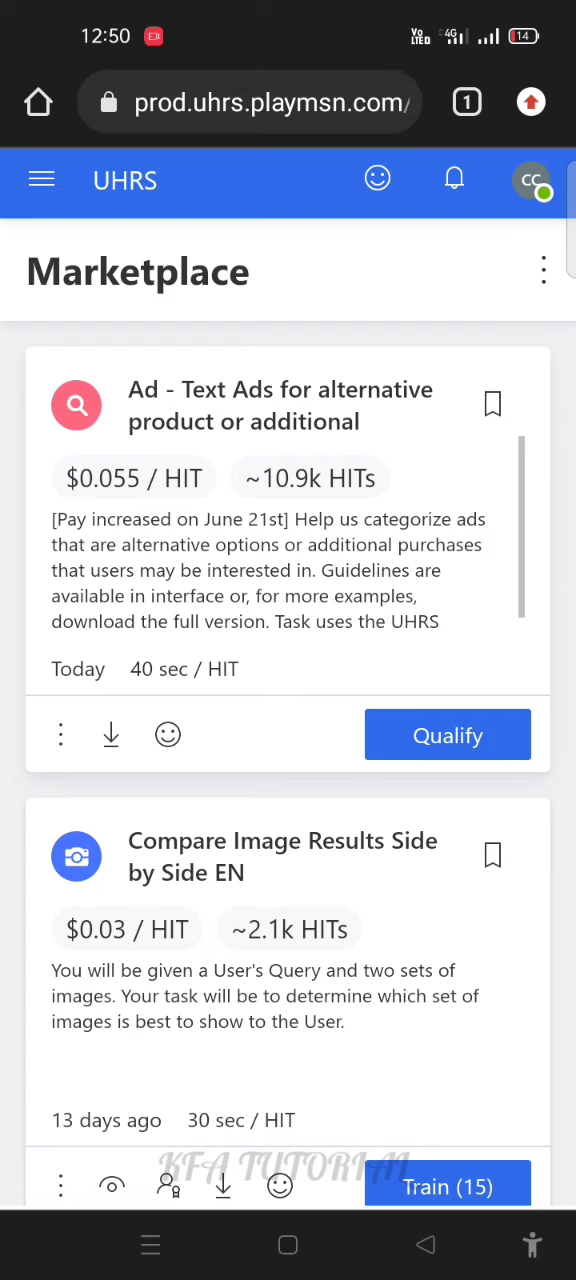 12:50
Vo LTE D 4G 14
prod.uhrs.playmsn.com/
1
UHRS
CC
Marketplace
Ad - Text Ads for alternative
product or additional
$0.055 / HIT
~10.9k HITs
[Pay increased on June 21st] Help us categorize ads
that are alternative options or additional purchases
that users may be interested in. Guidelines are
available in interface or, for more examples,
download the full version. Task uses the UHRS
Today 40 sec / HIT
Qualify
Compare Image Results Side
by Side EN
$0.03 / HIT
~2.1k HITs
You will be given a User's Query and two sets of
images. Your task will be to determine which set of
images is best to show to the User.
13 days ago 30 sec / HIT
KFA TUTORIAL
Train (15)